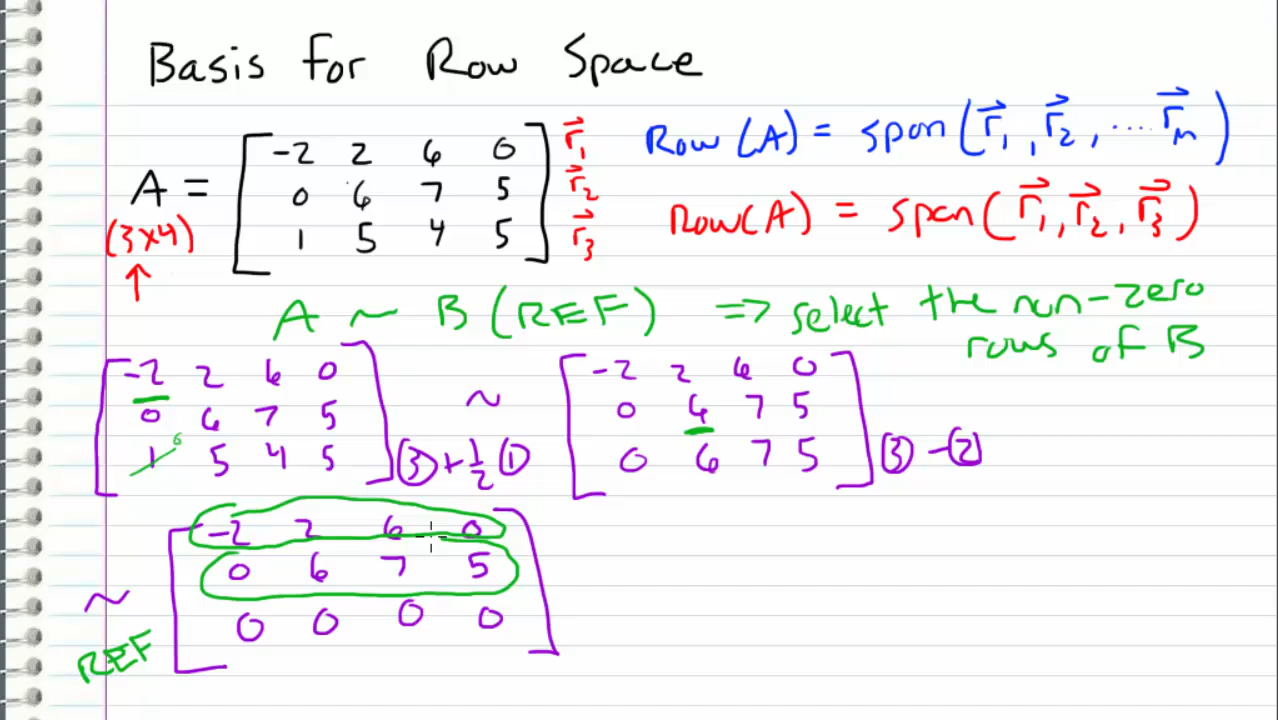 Basis for Row Space
A = [ -2 2 6 0 ] r⃗1
[ 0 6 7 5 ] r⃗2
[ 1 5 4 5 ] r⃗3
(3x4)
↑
Row (A) = span (r⃗1, r⃗2, .... r⃗m)
Row(A) = span(r⃗1, r⃗2, r⃗3)
A ~ B (REF) => select the non-zero
rows of B
[ -2 2 6 0 ]
[ 0 6 7 5 ]
[ 1 0 5 4 5 ] ③ + 1/2 ①
~
[ -2 2 6 0 ]
[ 0 6 7 5 ]
[ 0 6 7 5 ] ③ - ②
~
REF
[ -2 2 6 0 ]
[ 0 6 7 5 ]
[ 0 0 0 0 ]